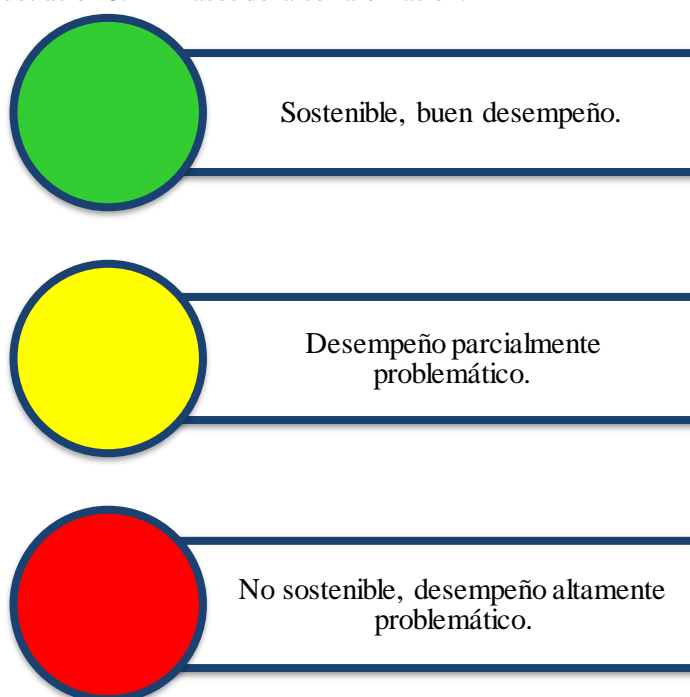 Sostenible, buen desempeño.
Desempeño parcialmente
problemático.
No sostenible, desempeño altamente
problemático.